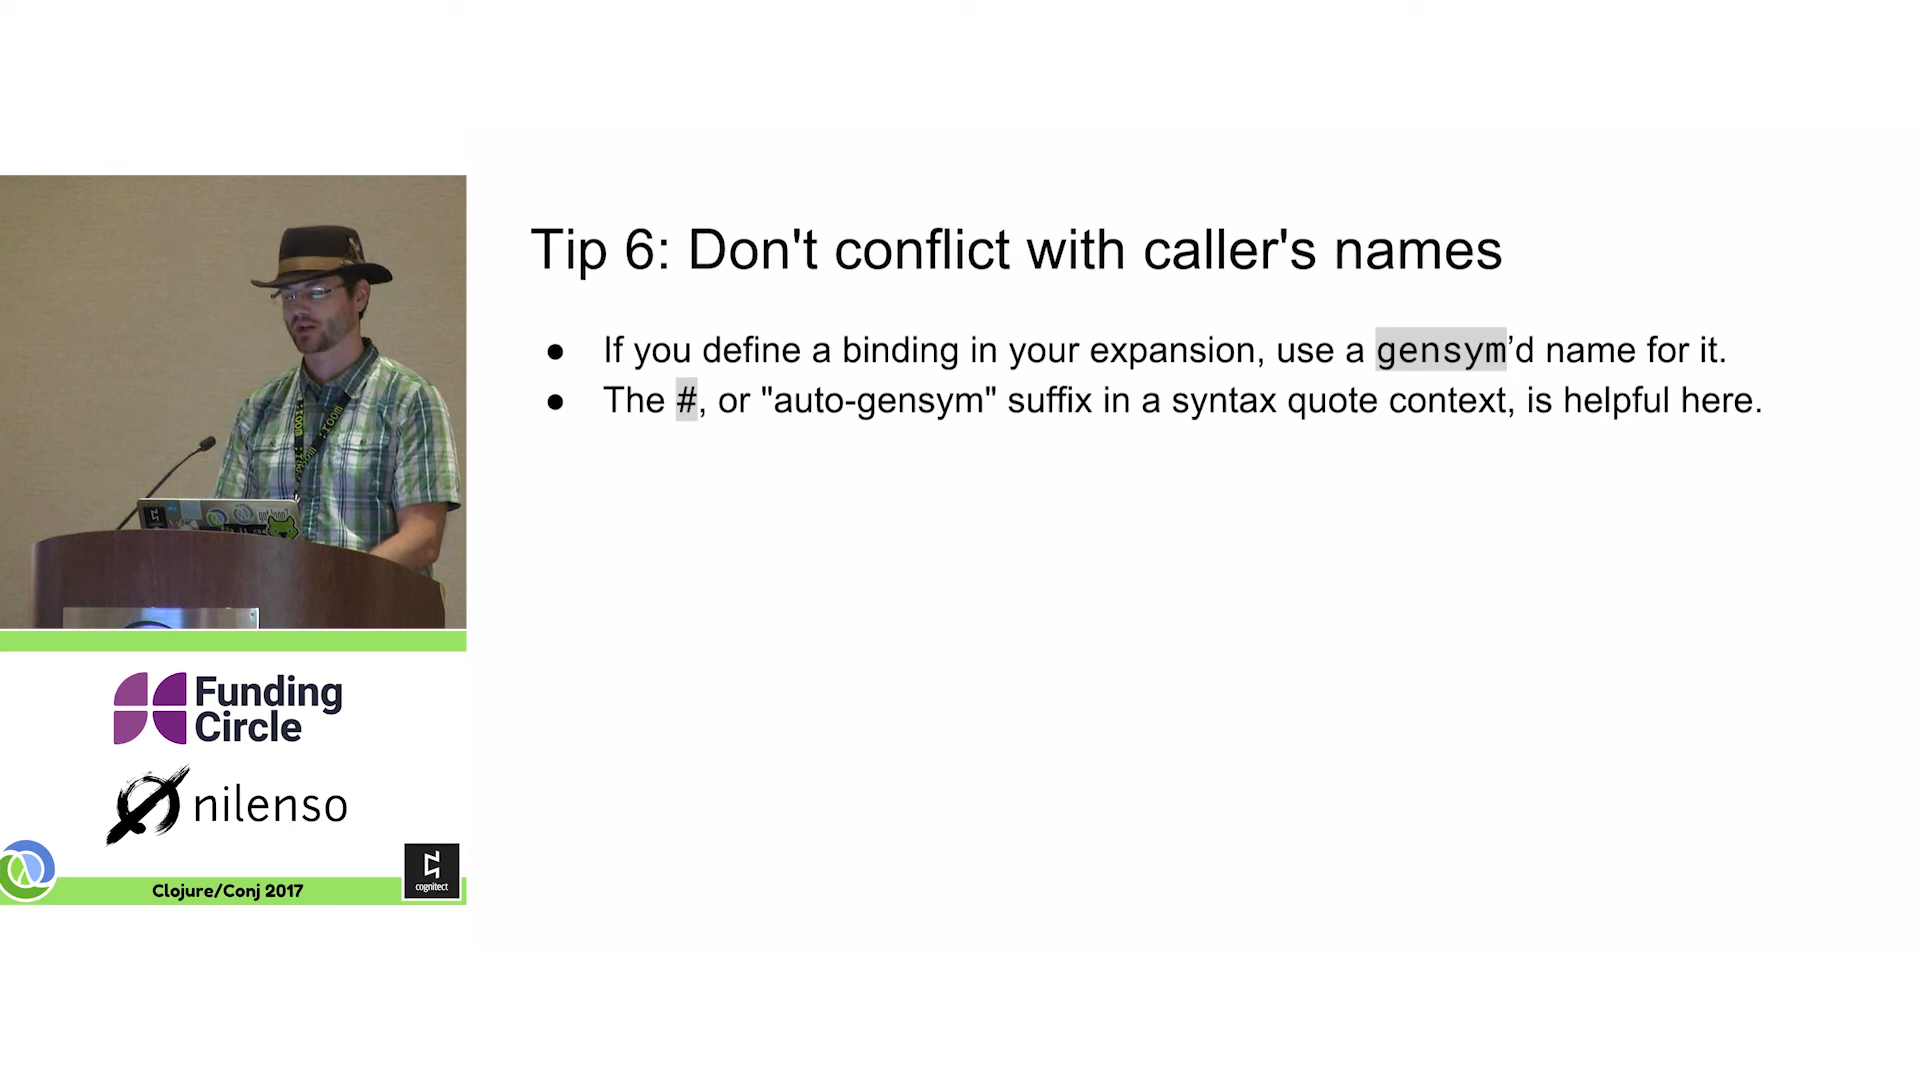 Tip 6: Don't conflict with caller's names
● If you define a binding in your expansion, use a gensym’d name for it.
● The #, or "auto-gensym" suffix in a syntax quote context, is helpful here.
Funding
Circle
nilenso
cognitect
Clojure/Conj 2017